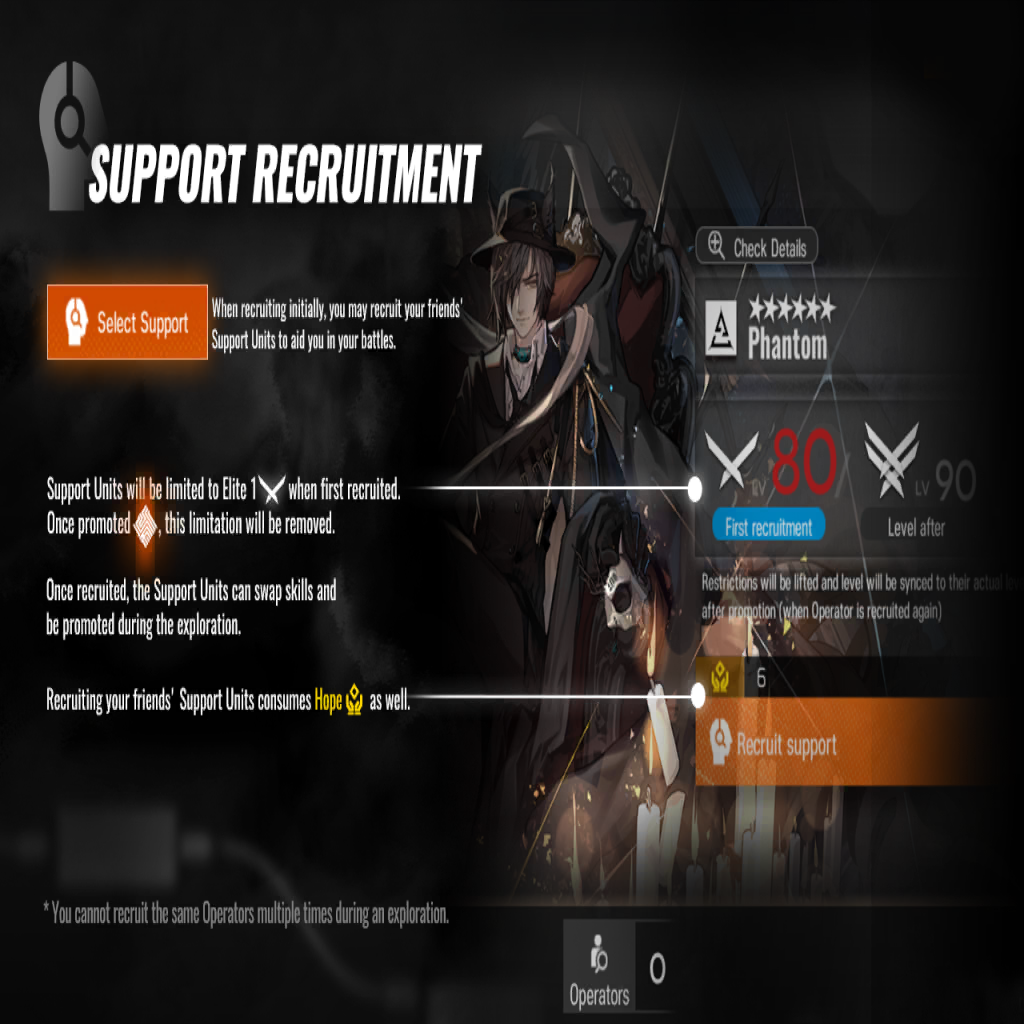 SUPPORT RECRUITMENT
Select Support
When recruiting initially, you may recruit your friends'
Support Units to aid you in your battles.
Support Units will be limited to Elite 1 when first recruited.
Once promoted , this limitation will be removed.
Once recruited, the Support Units can swap skills and
be promoted during the exploration.
Recruiting your friends' Support Units consumes Hope as well.
* You cannot recruit the same Operators multiple times during an exploration.
Check Details
Phantom
LV 80 / LV 90
First recruitment
Level after
Restrictions will be lifted and level will be synced to their actual
after promotion (when Operator is recruited again)
6
Recruit support
Operators
0